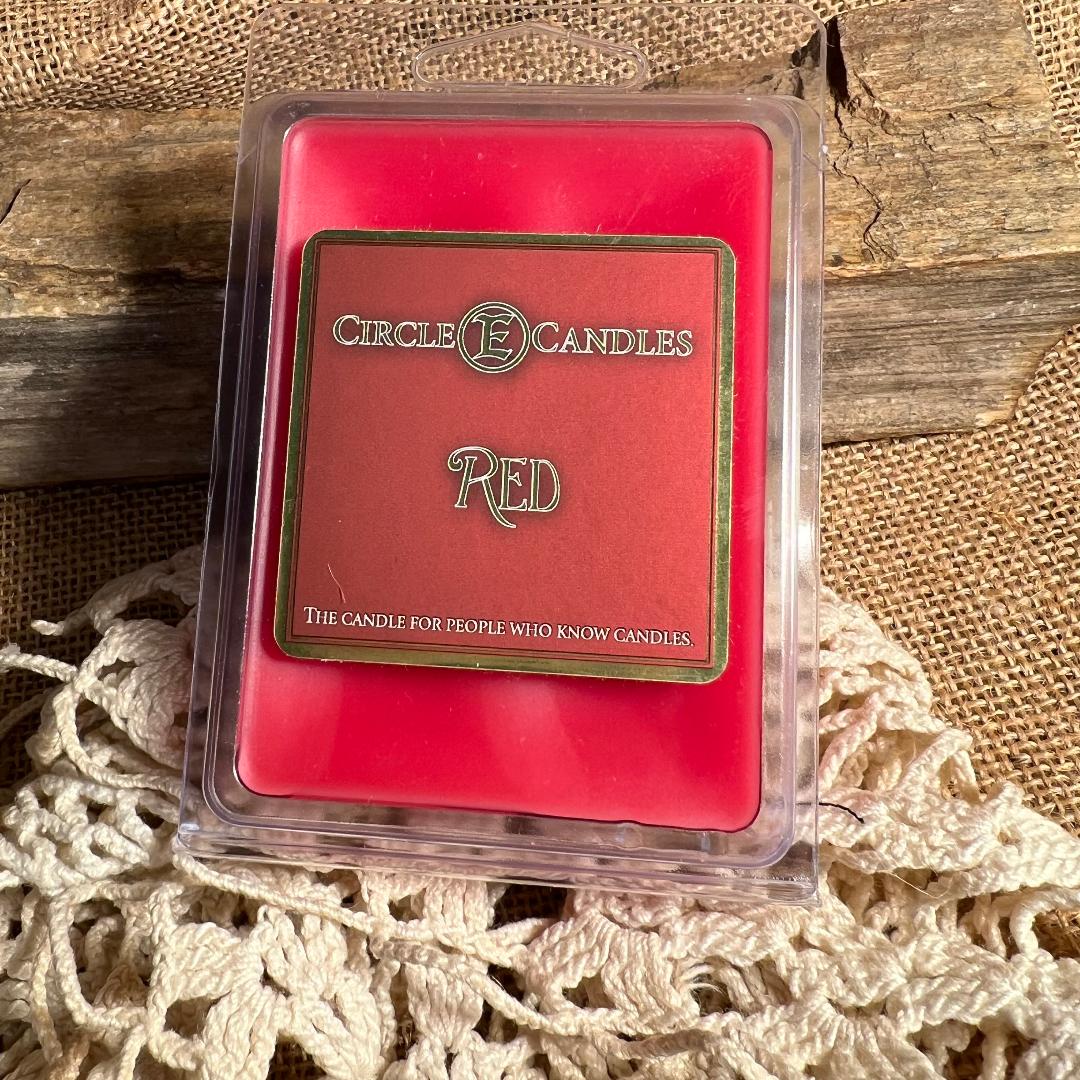 CIRCLE E CANDLES
RED
THE CANDLE FOR PEOPLE WHO KNOW CANDLES.